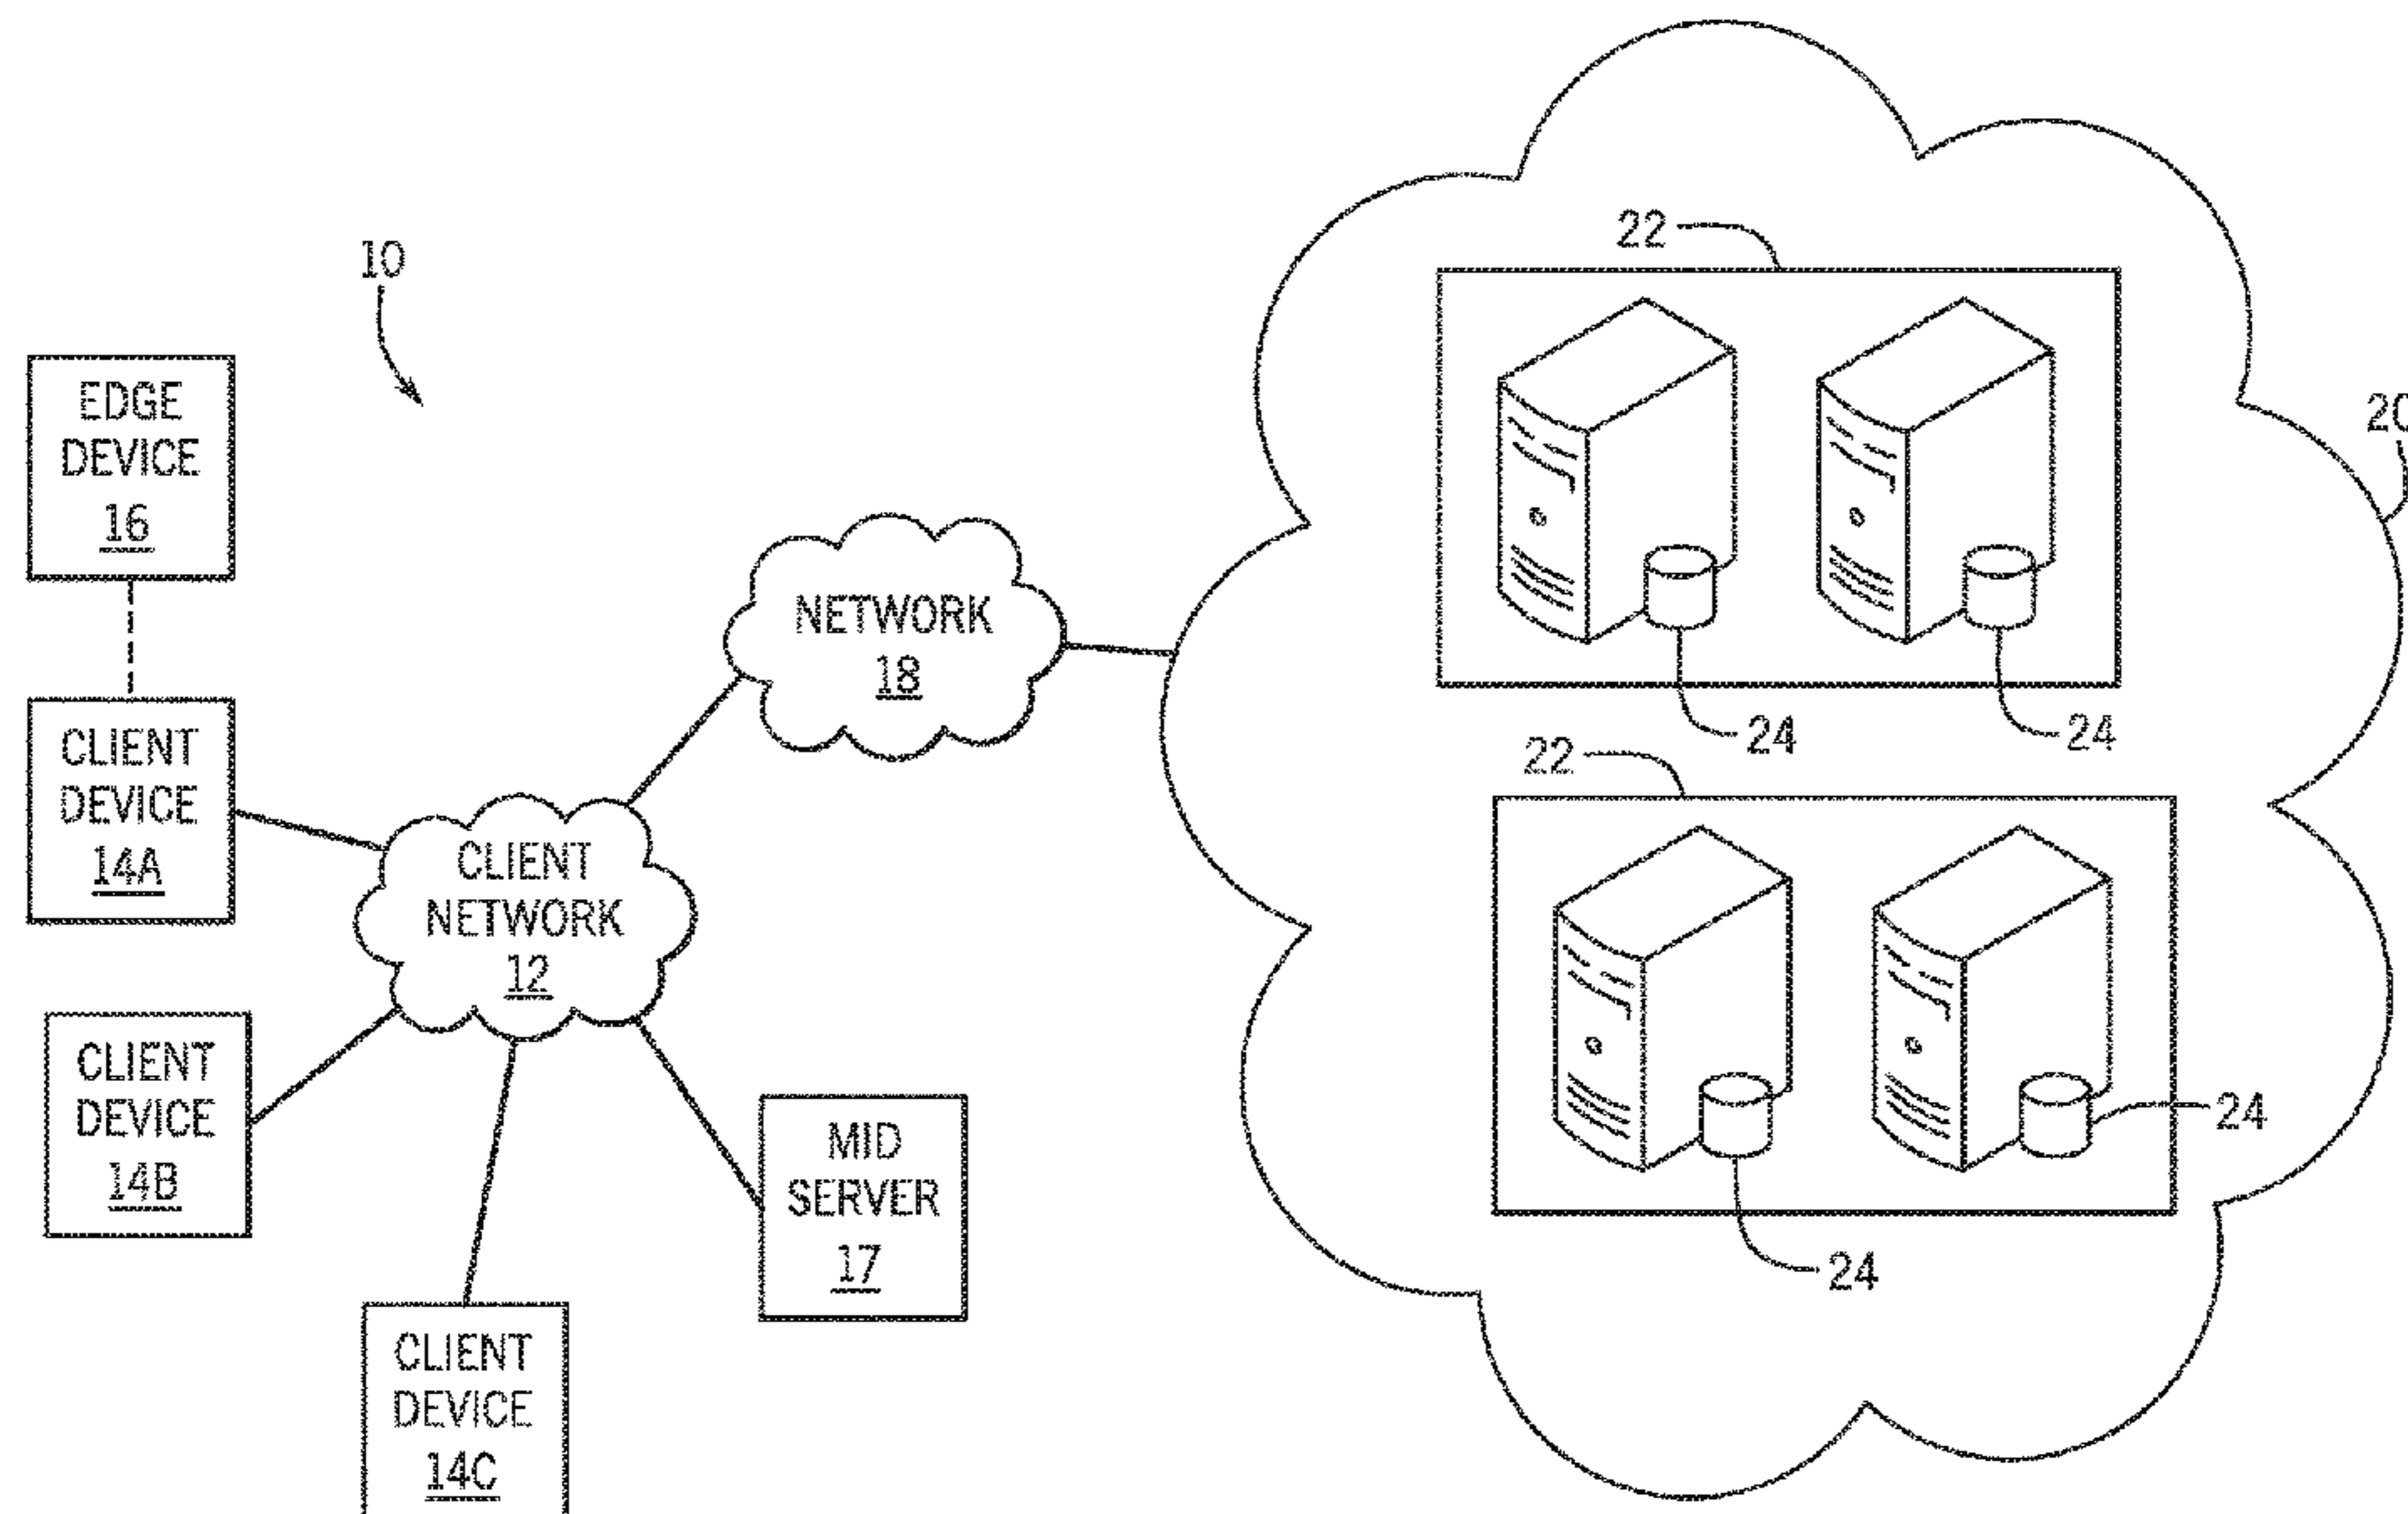 10
EDGE
DEVICE
16
CLIENT
DEVICE
14A
CLIENT
DEVICE
14B
CLIENT
DEVICE
14C
CLIENT
NETWORK
12
MID
SERVER
17
NETWORK
18
20
22
24
24
22
24
24